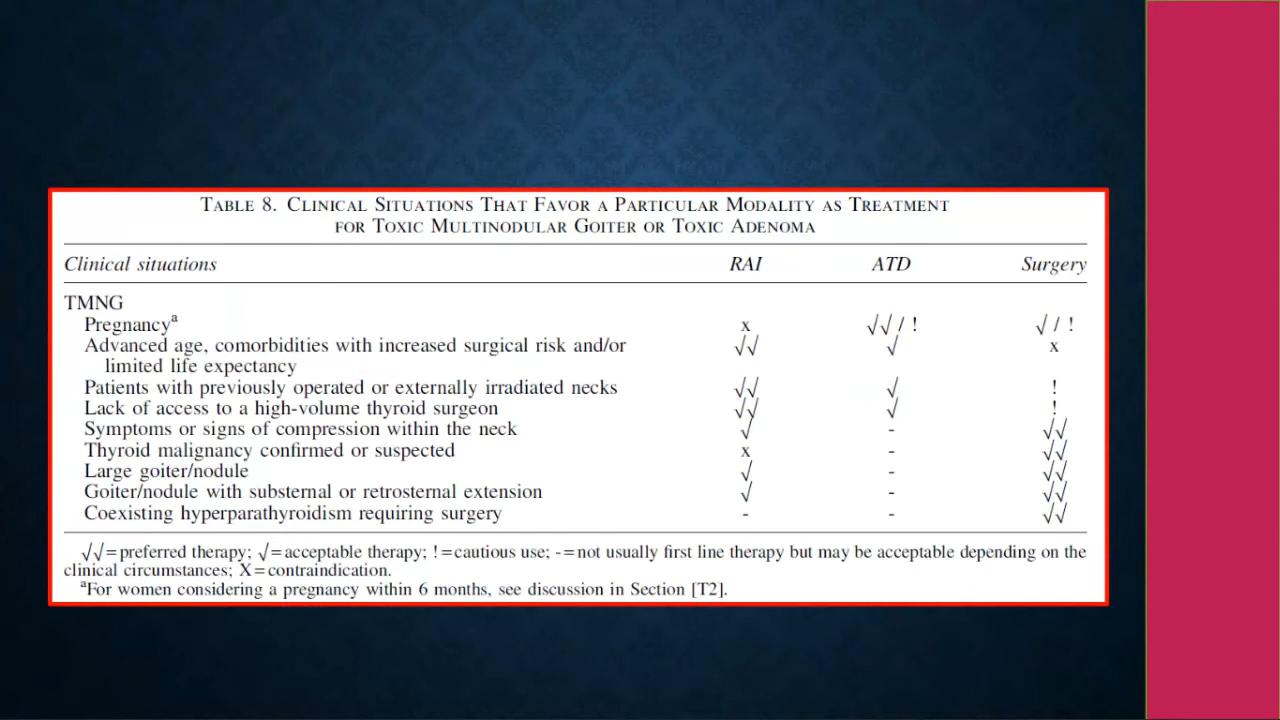 TABLE 8. CLINICAL SITUATIONS THAT FAVOR A PARTICULAR MODALITY AS TREATMENT
FOR TOXIC MULTINODULAR GOITER OR TOXIC ADENOMA
Clinical situations RAI ATD Surgery
TMNG
Pregnancyᵃ x √√/ ! √/ !
Advanced age, comorbidities with increased surgical risk and/or √√ √ x
limited life expectancy
Patients with previously operated or externally irradiated necks √√ √ !
Lack of access to a high-volume thyroid surgeon √√ √ !
Symptoms or signs of compression within the neck √ - √√
Thyroid malignancy confirmed or suspected x - √√
Large goiter/nodule √ - √√
Goiter/nodule with substernal or retrosternal extension √ - √√
Coexisting hyperparathyroidism requiring surgery - - √√
√√=preferred therapy; √=acceptable therapy; !=cautious use; -=not usually first line therapy but may be acceptable depending on the
clinical circumstances; X=contraindication.
ᵃFor women considering a pregnancy within 6 months, see discussion in Section [T2].